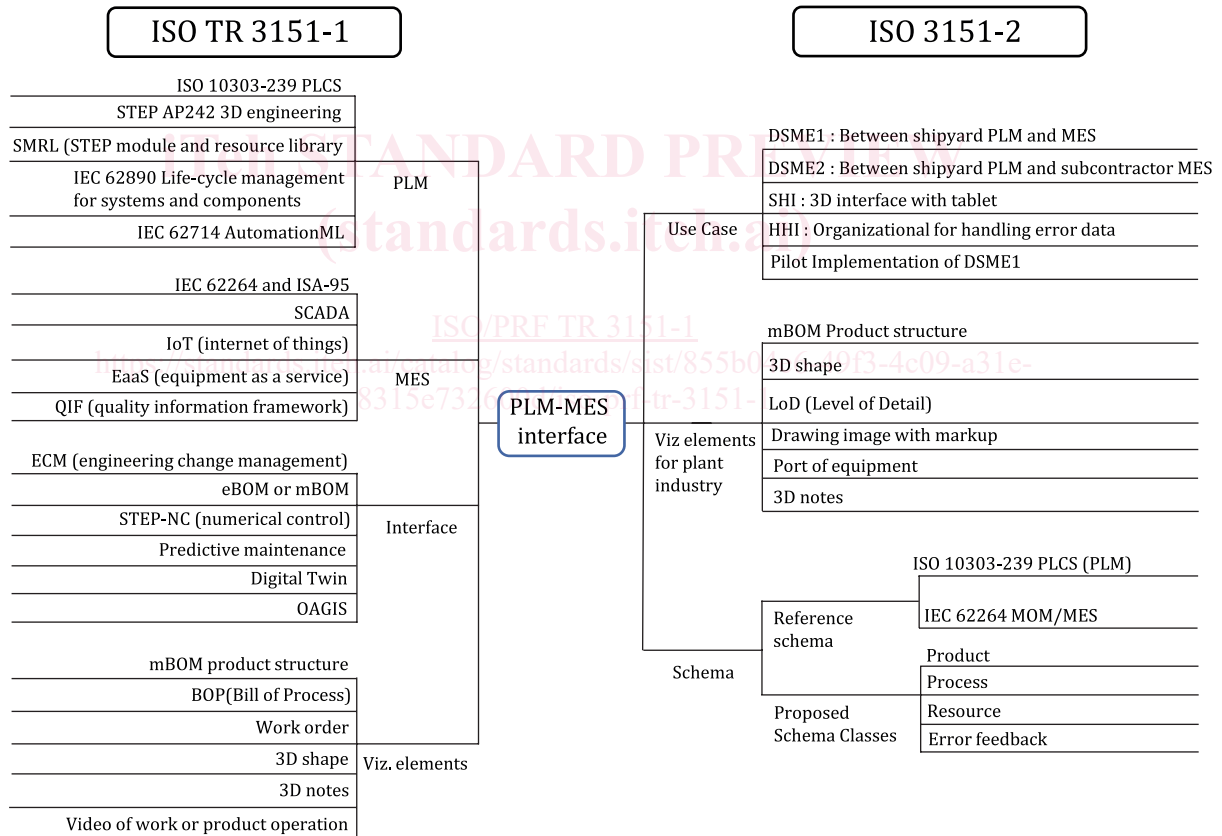 ISO TR 3151-1
ISO 10303-239 PLCS
STEP AP242 3D engineering
SMRL (STEP module and resource library
IEC 62890 Life-cycle management
for systems and components
IEC 62714 AutomationML
PLM
IEC 62264 and ISA-95
SCADA
IoT (internet of things)
EaaS (equipment as a service)
QIF (quality information framework)
MES
ECM (engineering change management)
eBOM or mBOM
STEP-NC (numerical control)
Predictive maintenance
Digital Twin
OAGIS
Interface
mBOM product structure
BOP(Bill of Process)
Work order
3D shape
3D notes
Video of work or product operation
Viz. elements
PLM-MES
interface
ISO 3151-2
Use Case
DSME1 : Between shipyard PLM and MES
DSME2 : Between shipyard PLM and subcontractor MES
SHI : 3D interface with tablet
HHI : Organizational for handling error data
Pilot Implementation of DSME1
Viz elements
for plant
industry
mBOM Product structure
3D shape
LoD (Level of Detail)
Drawing image with markup
Port of equipment
3D notes
Schema
Reference
schema
ISO 10303-239 PLCS (PLM)
IEC 62264 MOM/MES
Proposed
Schema Classes
Product
Process
Resource
Error feedback
iTeh STANDARD PREVIEW
(standards.iteh.ai)
ISO/PRF TR 3151-1